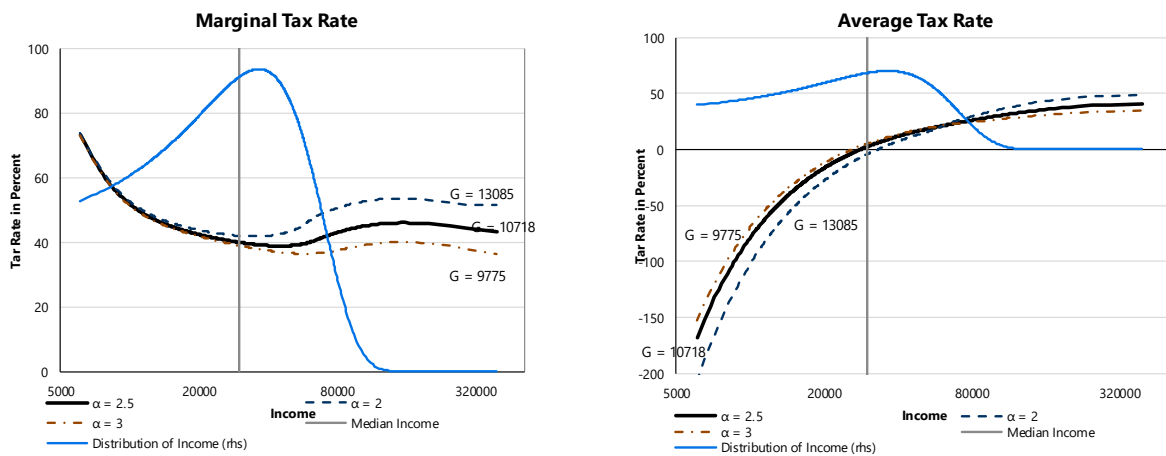 Marginal Tax Rate
100
80
60
40
20
0
Tar Rate in Percent
G = 13085
G = 10718
G = 9775
5000
20000
80000
320000
Income
α = 2.5
α = 2
α = 3
Median Income
Distribution of Income (rhs)
Average Tax Rate
100
50
0
-50
-100
-150
-200
Tar Rate in Percent
G = 9775
G = 13085
G = 10718
5000
20000
80000
320000
Income
α = 2.5
α = 2
α = 3
Median Income
Distribution of Income (rhs)